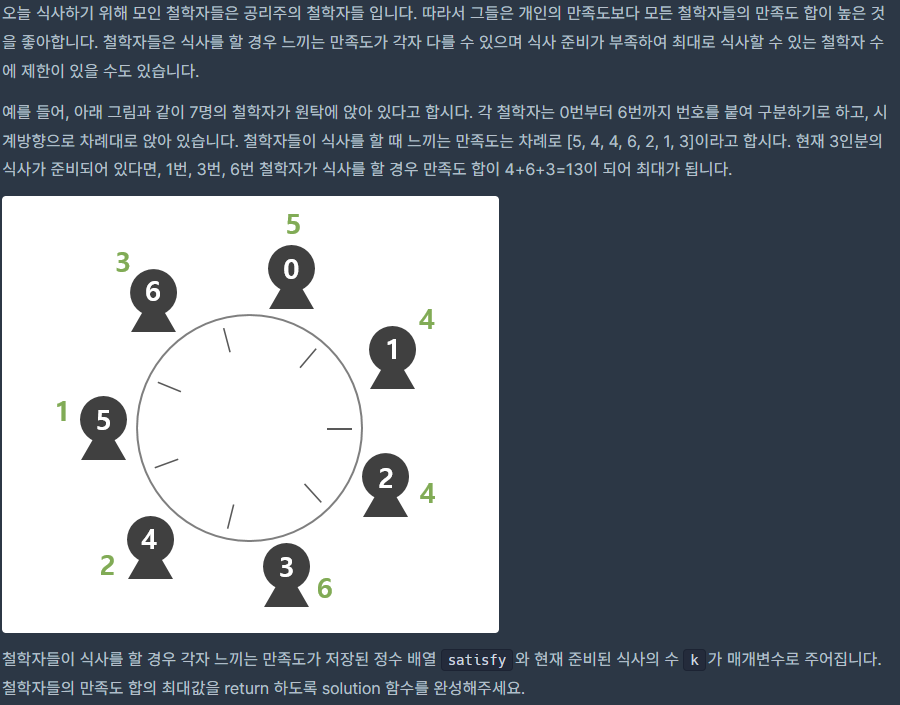 오늘 식사하기 위해 모인 철학자들은 공리주의 철학자들 입니다. 따라서 그들은 개인의 만족도보다 모든 철학자들의 만족도 합이 높은 것
을 좋아합니다. 철학자들은 식사를 할 경우 느끼는 만족도가 각자 다를 수 있으며 식사 준비가 부족하여 최대로 식사할 수 있는 철학자 수
에 제한이 있을 수도 있습니다.
예를 들어, 아래 그림과 같이 7명의 철학자가 원탁에 앉아 있다고 합시다. 각 철학자는 0번부터 6번까지 번호를 붙여 구분하기로 하고, 시
계방향으로 차례대로 앉아 있습니다. 철학자들이 식사를 할 때 느끼는 만족도는 차례로 [5, 4, 4, 6, 2, 1, 3]이라고 합시다. 현재 3인분의
식사가 준비되어 있다면, 1번, 3번, 6번 철학자가 식사를 할 경우 만족도 합이 4+6+3=13이 되어 최대가 됩니다.
5
3
0
6
4
1
1
5
2
4
4
2
3
6
철학자들이 식사를 할 경우 각자 느끼는 만족도가 저장된 정수 배열 satisfy 와 현재 준비된 식사의 수 k 가 매개변수로 주어집니다.
철학자들의 만족도 합의 최대값을 return 하도록 solution 함수를 완성해주세요.